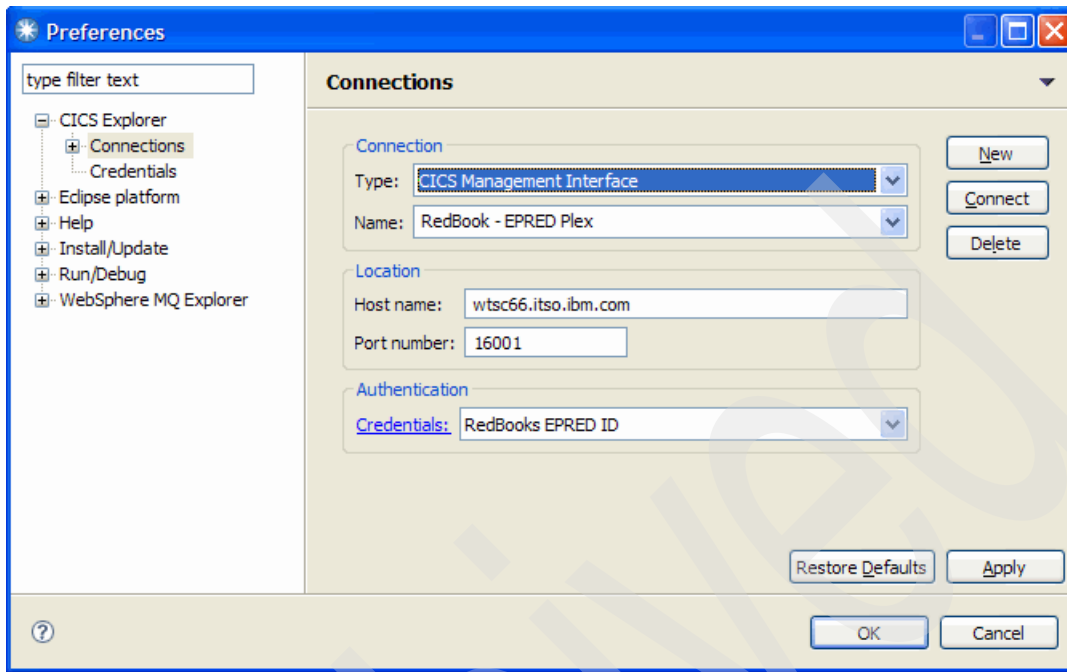 Preferences
type filter text
CICS Explorer
Connections
Credentials
Eclipse platform
Help
Install/Update
Run/Debug
WebSphere MQ Explorer
Connections
Connection
Type: CICS Management Interface
Name: RedBook - EPRED Plex
New
Connect
Delete
Location
Host name: wtsc66.itso.ibm.com
Port number: 16001
Authentication
Credentials: RedBooks EPRED ID
Restore Defaults
Apply
?
OK
Cancel